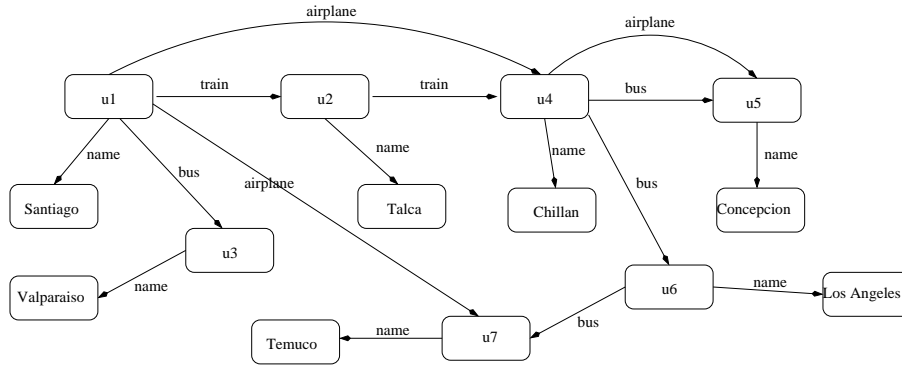 airplane
airplane
train
train
bus
u1
u2
u4
u5
name
bus
name
name
name
airplane
bus
Santiago
Talca
Chillan
Concepcion
u3
Valparaiso
name
u6
name
Los Angeles
bus
Temuco
name
u7